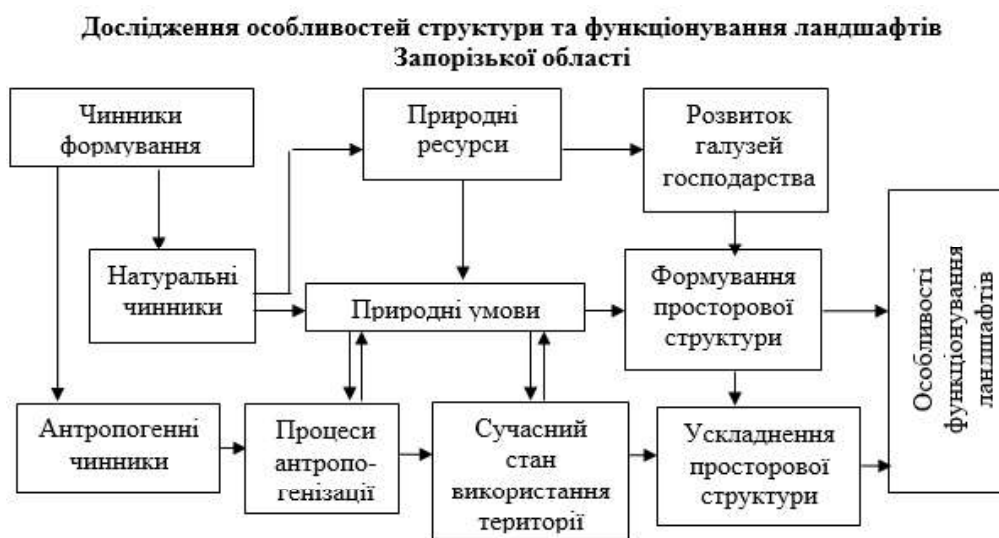 Дослідження особливостей структури та функціонування ландшафтів
Запорізької області
Чинники
формування
Природні
ресурси
Розвиток
галузей
господарства
Натуральні
чинники
Природні умови
Формування
просторової
структури
Особливості
функціонування
ландшафтів
Антропогенні
чинники
Процеси
антропо-
генізації
Сучасний
стан
використання
території
Ускладнення
просторової
структури